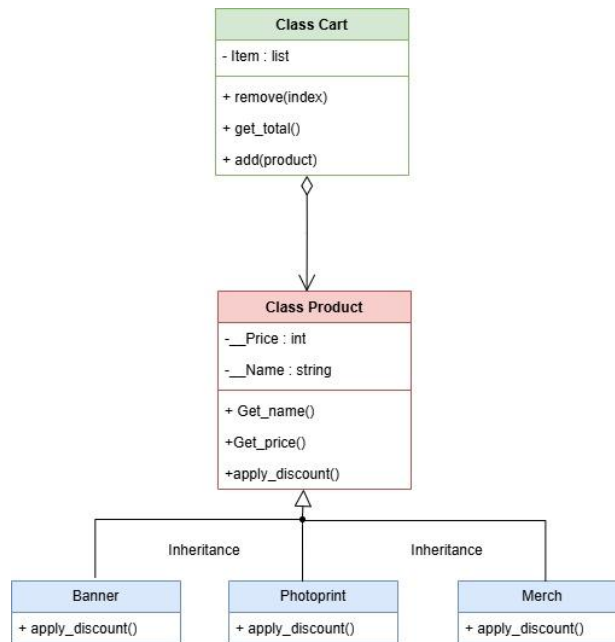 Class Cart
- Item : list
+ remove(index)
+ get_total()
+ add(product)
Class Product
-__Price : int
-__Name : string
+ Get_name()
+Get_price()
+apply_discount()
Inheritance
Inheritance
Banner
+ apply_discount()
Photoprint
+ apply_discount()
Merch
+ apply_discount()